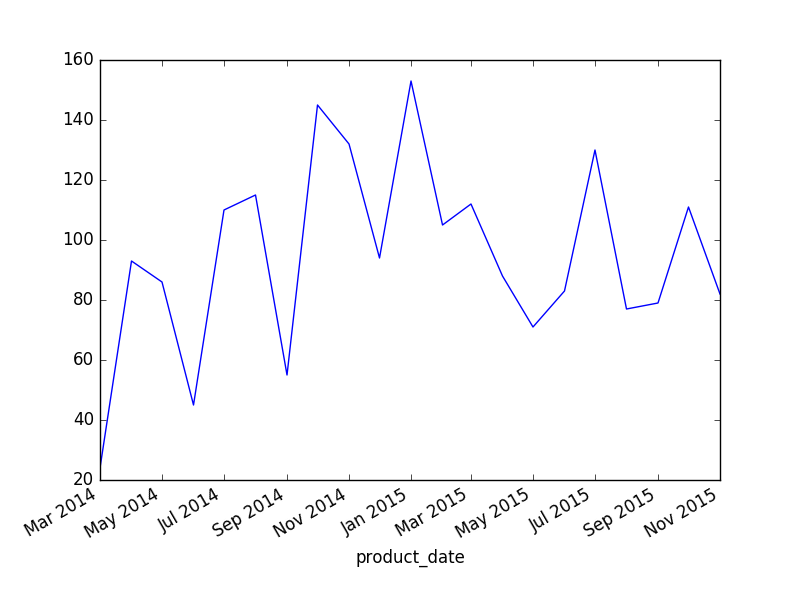 160
140
120
100
80
60
40
20
Mar 2014
May 2014
Jul 2014
Sep 2014
Nov 2014
Jan 2015
Mar 2015
May 2015
Jul 2015
Sep 2015
Nov 2015
product_date